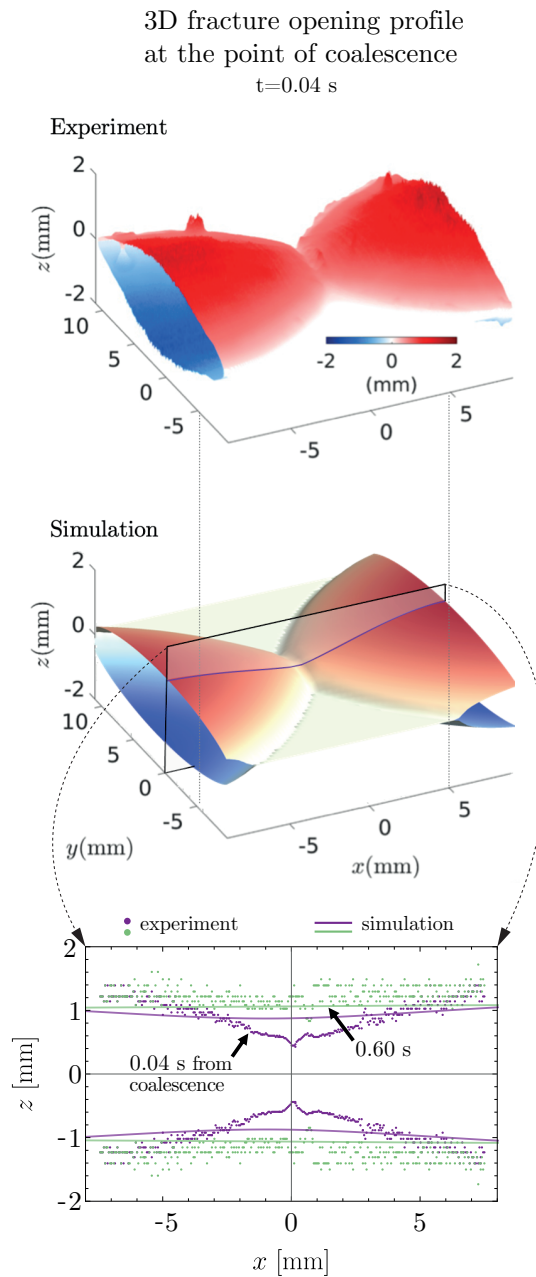 3D fracture opening profile
at the point of coalescence
t=0.04 s
Experiment
2
0
-2
z(mm)
10
5
0
-5
-2 0 2
(mm)
-5
0
5
Simulation
2
0
-2
z(mm)
10
5
0
-5
y(mm)
-5
0
5
x(mm)
experiment
simulation
2
1
0
-1
-2
z [mm]
0.04 s from
coalescence
0.60 s
-5 0 5
x [mm]